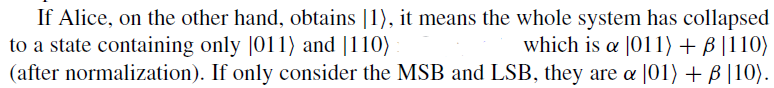 If Alice, on the other hand, obtains |1⟩, it means the whole system has collapsed
to a state containing only |011⟩ and |110⟩ which is α |011⟩ + β |110⟩
(after normalization). If only consider the MSB and LSB, they are α |01⟩ + β |10⟩.